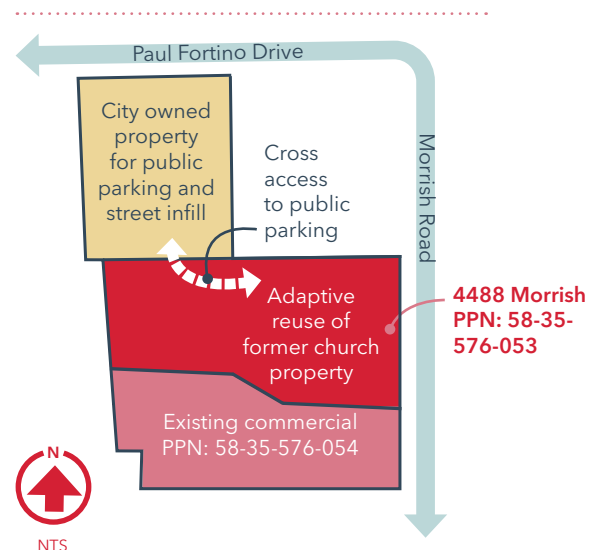 Paul Fortino Drive
City owned
property
for public
parking and
street infill
Cross
access
to public
parking
Morrish Road
Adaptive
reuse of
former church
property
4488 Morrish
PPN: 58-35-
576-053
Existing commercial
PPN: 58-35-576-054
N
NTS